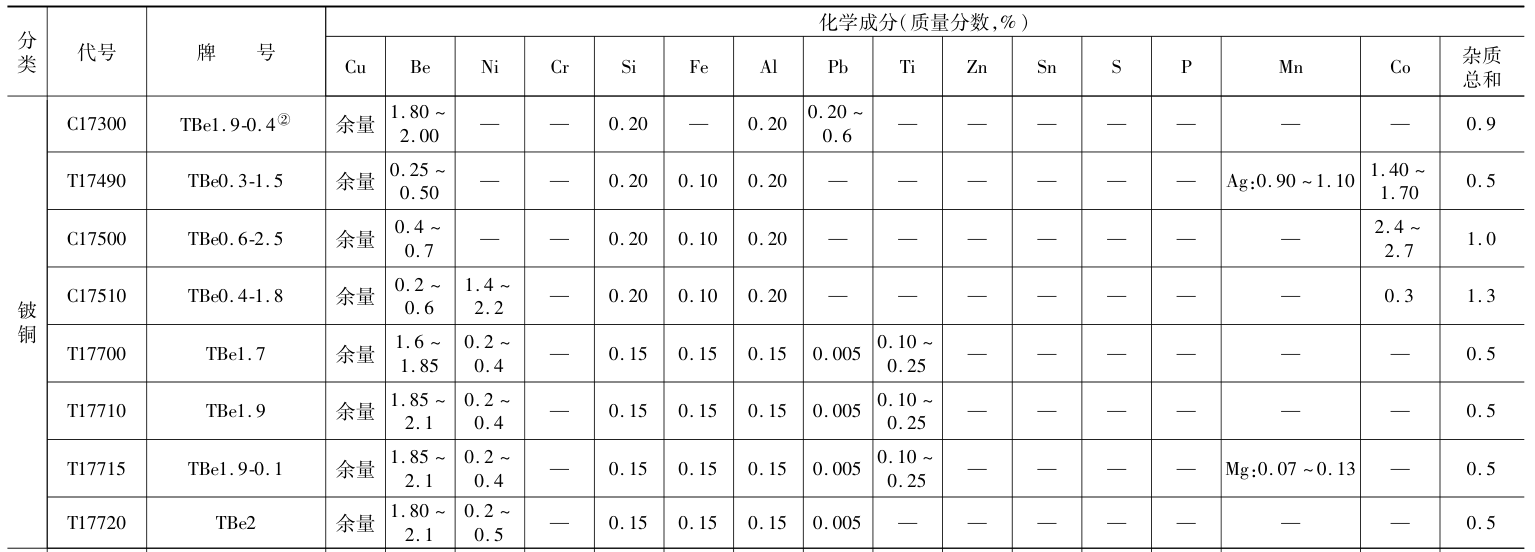 分类 代号 牌 号 化学成分(质量分数,%)
Cu Be Ni Cr Si Fe Al Pb Ti Zn Sn S P Mn Co 杂质总和
铍铜
C17300 TBe1.9-0.4② 余量 1.80~2.00 — — 0.20 — 0.20 0.20~0.6 — — — — — — — 0.9
T17490 TBe0.3-1.5 余量 0.25~0.50 — — 0.20 0.10 0.20 — — — — — — Ag:0.90~1.10 1.40~1.70 0.5
C17500 TBe0.6-2.5 余量 0.4~0.7 — — 0.20 0.10 0.20 — — — — — — — 2.4~2.7 1.0
C17510 TBe0.4-1.8 余量 0.2~0.6 1.4~2.2 — 0.20 0.10 0.20 — — — — — — — 0.3 1.3
T17700 TBe1.7 余量 1.6~1.85 0.2~0.4 — 0.15 0.15 0.15 0.005 0.10~0.25 — — — — — — 0.5
T17710 TBe1.9 余量 1.85~2.1 0.2~0.4 — 0.15 0.15 0.15 0.005 0.10~0.25 — — — — — — 0.5
T17715 TBe1.9-0.1 余量 1.85~2.1 0.2~0.4 — 0.15 0.15 0.15 0.005 0.10~0.25 — — — — Mg:0.07~0.13 — 0.5
T17720 TBe2 余量 1.80~2.1 0.2~0.5 — 0.15 0.15 0.15 0.005 — — — — — — — 0.5